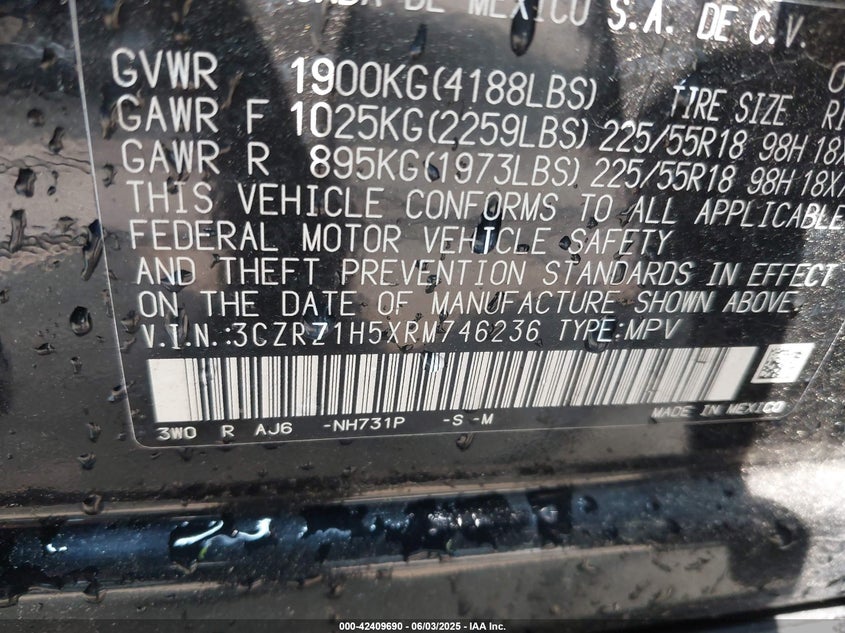 DE MEXICO S.A. DE C.V.
GVWR 1900KG(4188LBS) TIRE SIZE
GAWR F 1025KG(2259LBS) 225/55R18 98H 18X
GAWR R 895KG(1973LBS) 225/55R18 98H 18X
THIS VEHICLE CONFORMS TO ALL APPLICABLE
FEDERAL MOTOR VEHICLE SAFETY
AND THEFT PREVENTION STANDARDS IN EFFECT
ON THE DATE OF MANUFACTURE SHOWN ABOVE.
V.I.N.:3CZRZ1H5XRM746236 TYPE:MPV
3WO R AJ6 -NH731P -S -M MADE IN MEXICO
000-42409690 - 06/03/2025 - IAA Inc.